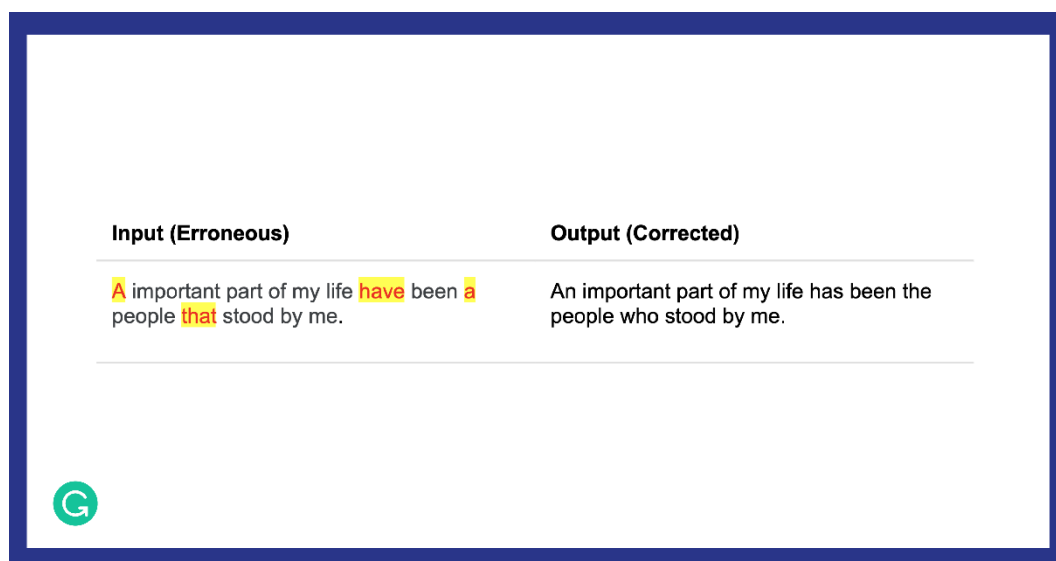 Input (Erroneous)
Output (Corrected)
A important part of my life have been a
people that stood by me.
An important part of my life has been the
people who stood by me.